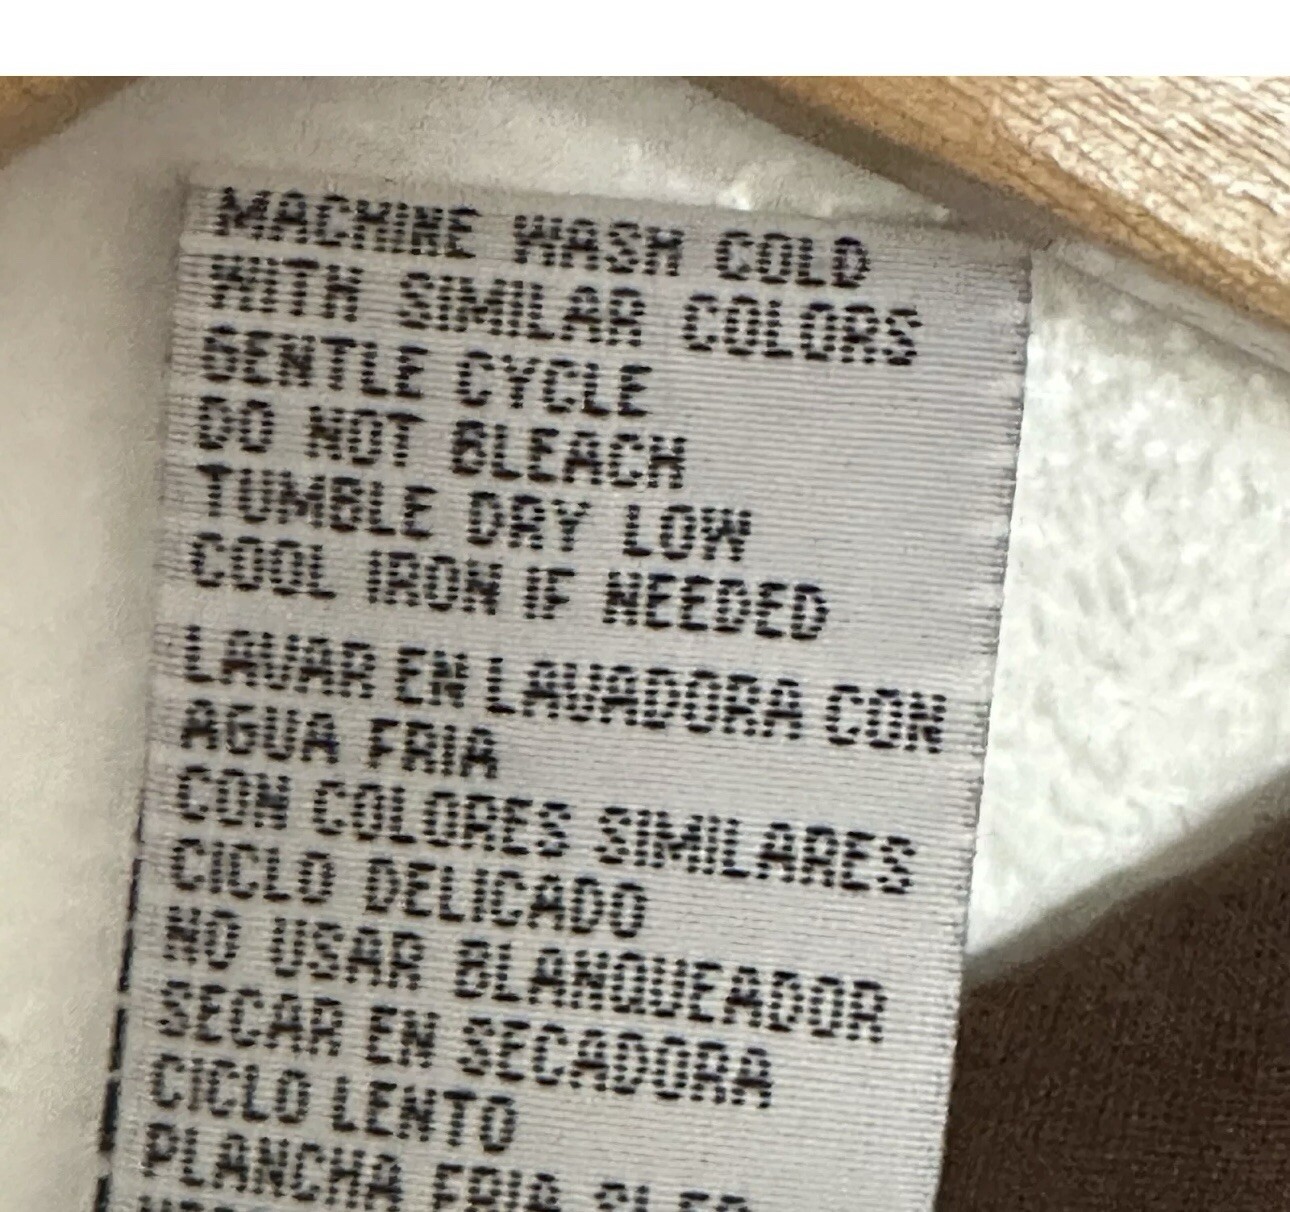 MACHINE WASH COLD
WITH SIMILAR COLORS
GENTLE CYCLE
DO NOT BLEACH
TUMBLE DRY LOW
COOL IRON IF NEEDED
LAVAR EN LAVADORA CON
AGUA FRIA
CON COLORES SIMILARES
CICLO DELICADO
NO USAR BLANQUEADOR
SECAR EN SECADORA
CICLO LENTO
PLANCHA FRIA